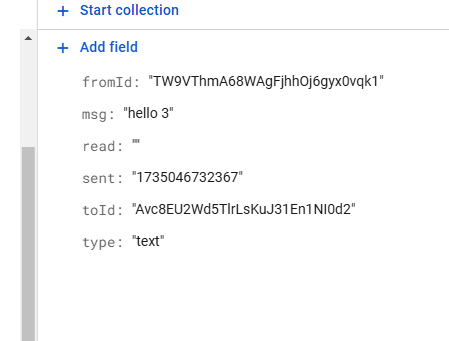 + Start collection
+ Add field
fromId: "TW9VThmA68WAgFjhhOj6gyx0vqk1"
msg: "hello 3"
read: ""
sent: "1735046732367"
toId: "Avc8EU2Wd5TlrLsKuJ31En1NI0d2"
type: "text"